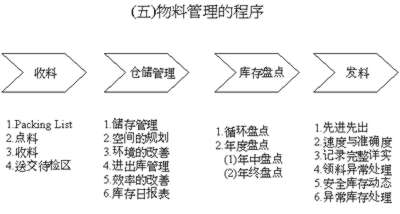 (五)物料管理的程序
收料
仓储管理
库存盘点
发料
1.Packing List
2.点料
3.收料
4.送交待检区
1.储存管理
2.空间的规划
3.环境的改善
4.进出库管理
5.效率的改善
6.库存日报表
1.循环盘点
2.年度盘点
(1)年中盘点
(2)年终盘点
1.先进先出
2.速度与准确度
3.记录完整详实
4.领料异常处理
5.安全库存动态
6.异常库存处理